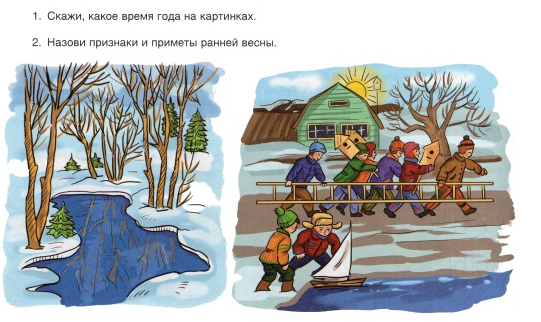 1. Скажи, какое время года на картинках.
2. Назови признаки и приметы ранней весны.